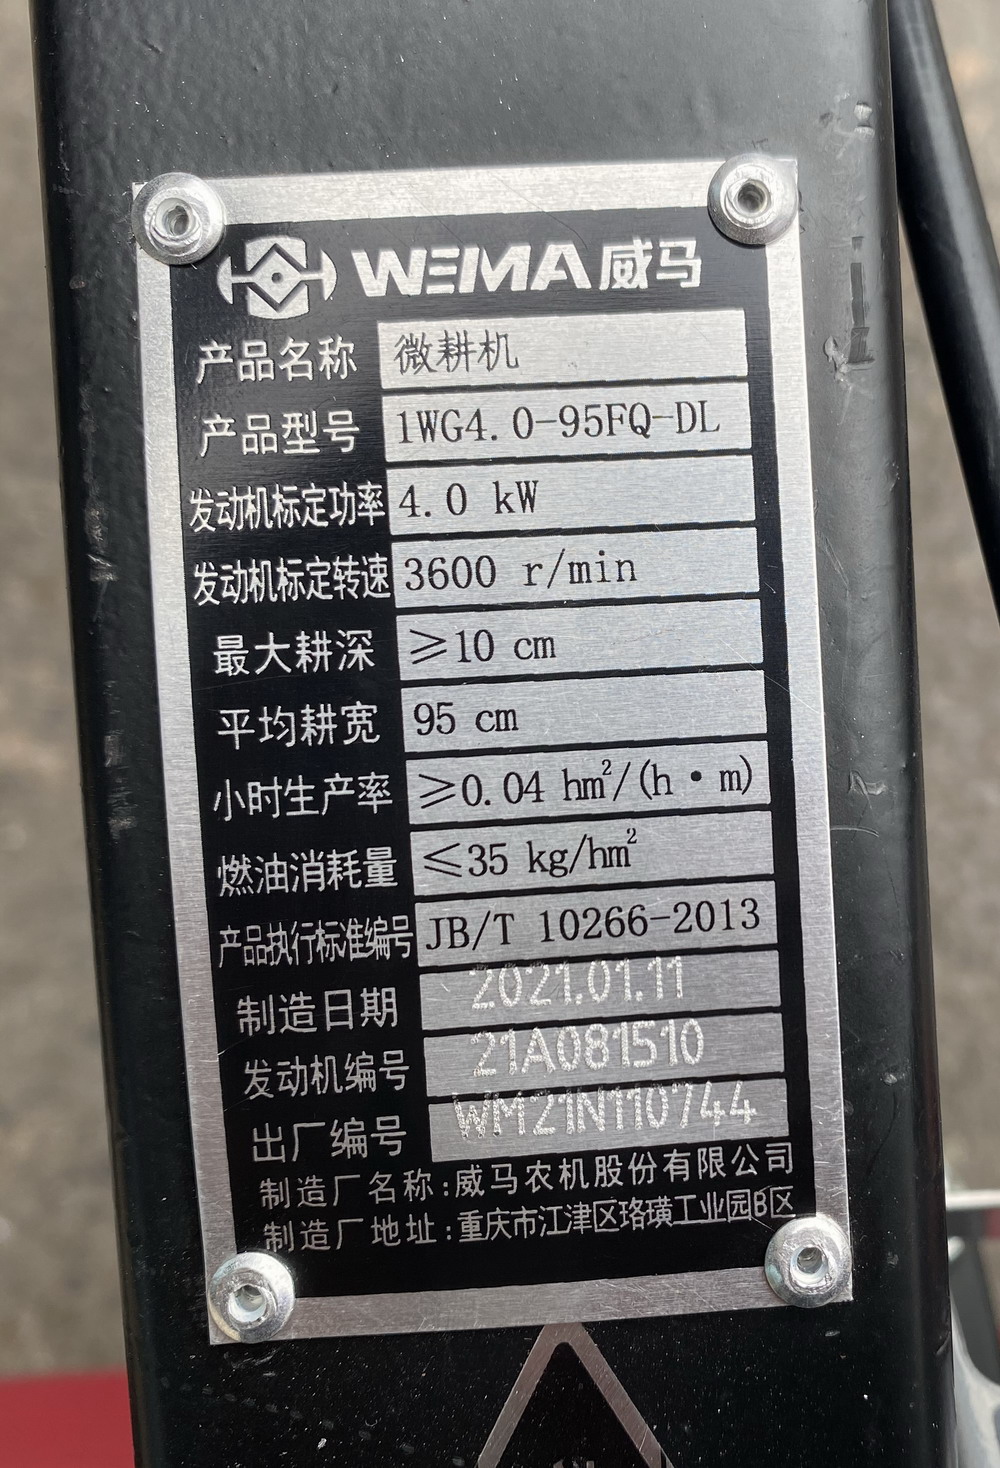 WEIMA威马
产品名称 微耕机
产品型号 1WG4.0-95FQ-DL
发动机标定功率 4.0 kW
发动机标定转速 3600 r/min
最大耕深 ≥10 cm
平均耕宽 95 cm
小时生产率 ≥0.04 hm²/(h·m)
燃油消耗量 ≤35 kg/hm²
产品执行标准编号 JB/T 10266-2013
制造日期 2021.01.11
发动机编号 21A081510
出厂编号 WM21N110744
制造厂名称:威马农机股份有限公司
制造厂地址:重庆市江津区珞璜工业园B区